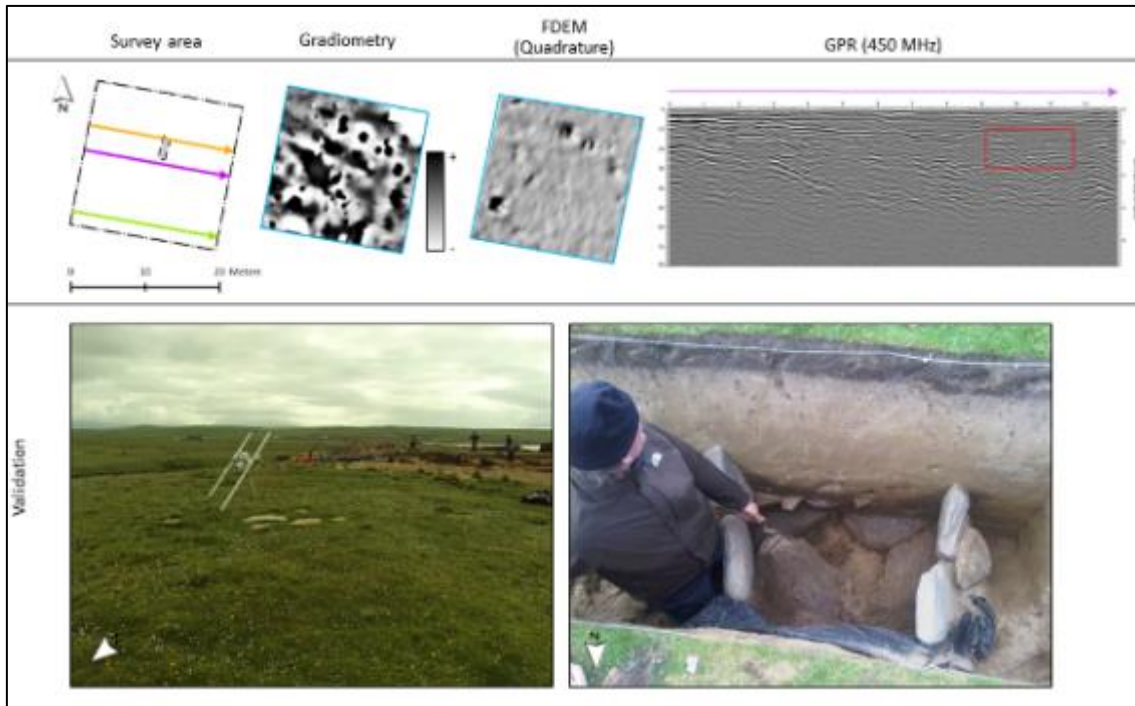 Survey area
Gradiometry
FDEM
(Quadrature)
GPR (450 MHz)
N
+
-
0 10 20 Meters
Validation
N